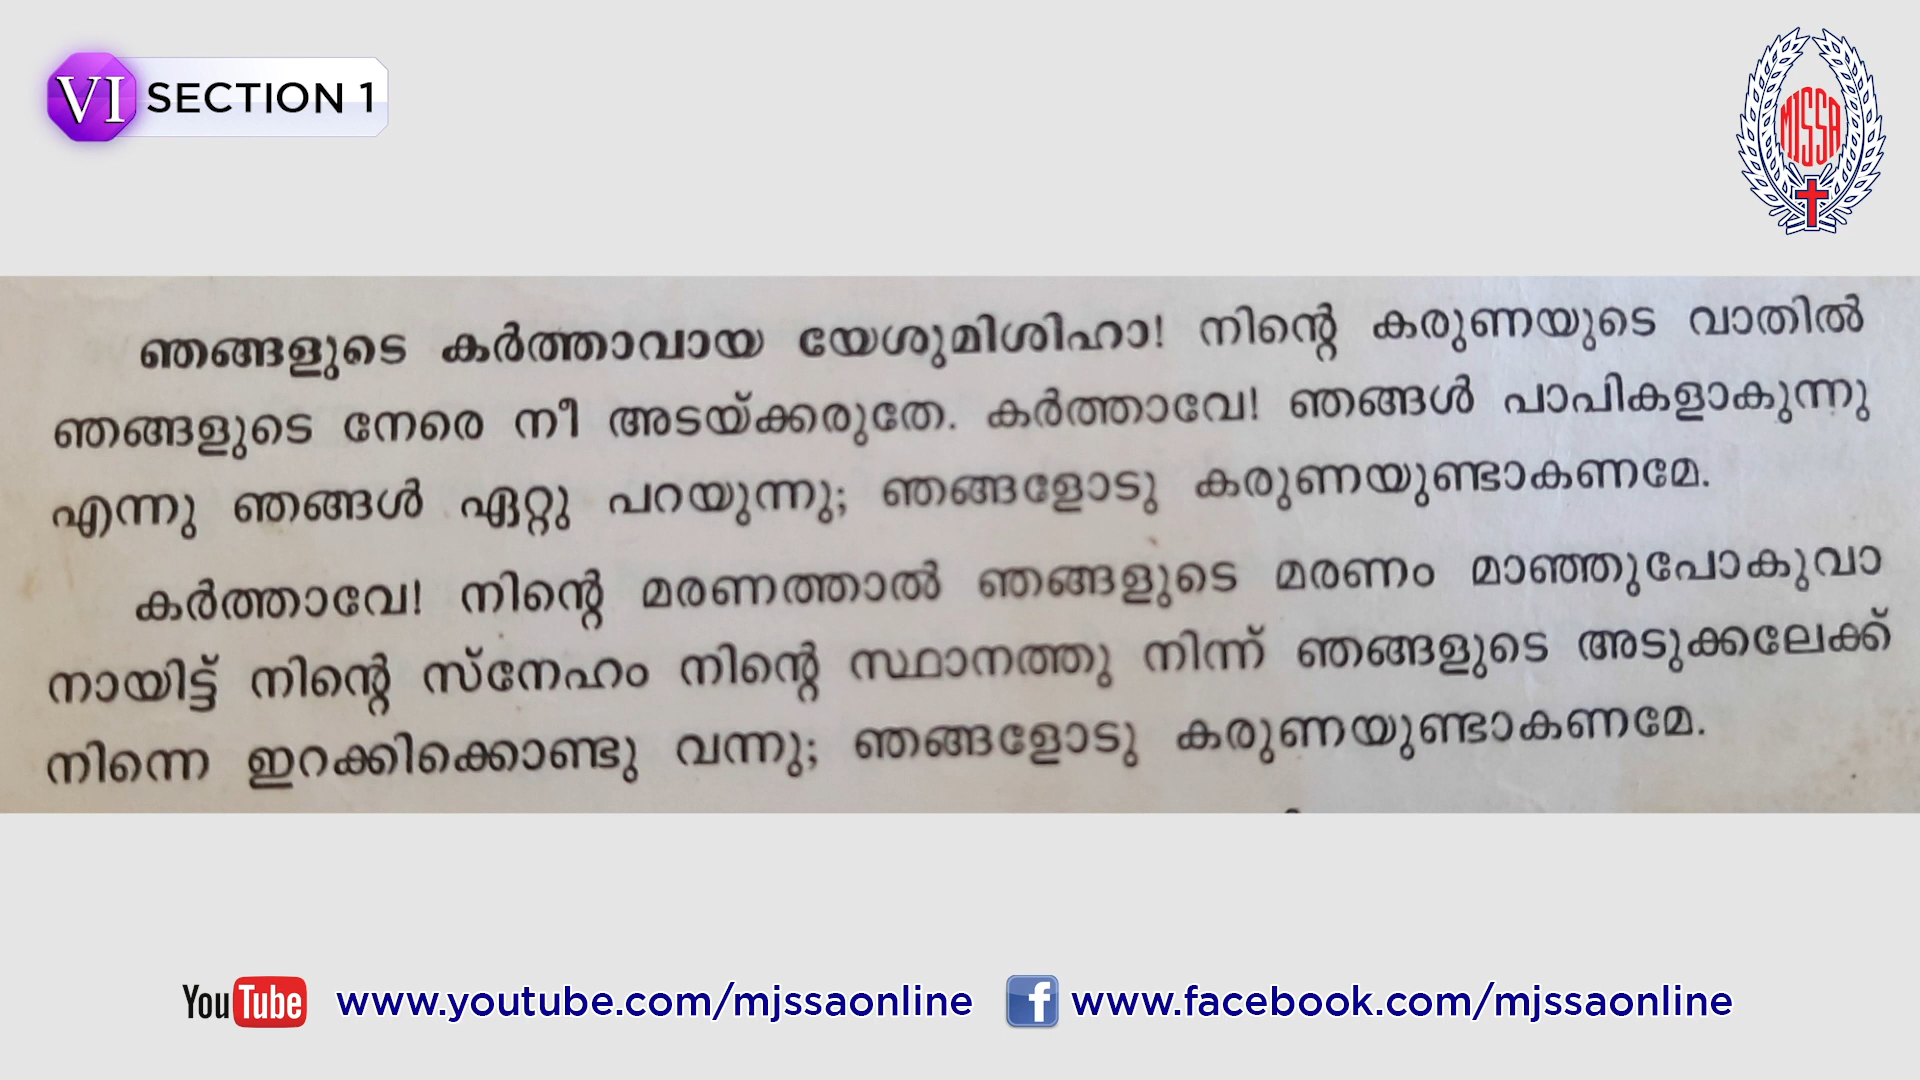 VI SECTION 1
MJSSA
ഞങ്ങളുടെ കർത്താവായ യേശുമിശിഹാ! നിന്റെ കരുണയുടെ വാതിൽ
ഞങ്ങളുടെ നേരെ നീ അടയ്ക്കരുതേ. കർത്താവേ! ഞങ്ങൾ പാപികളാകുന്നു
എന്നു ഞങ്ങൾ ഏറ്റു പറയുന്നു; ഞങ്ങളോടു കരുണയുണ്ടാകണമേ.
കർത്താവേ! നിന്റെ മരണത്താൽ ഞങ്ങളുടെ മരണം മാഞ്ഞുപോകുവാ
നായിട്ട് നിന്റെ സ്നേഹം നിന്റെ സ്ഥാനത്തു നിന്ന് ഞങ്ങളുടെ അടുക്കലേക്ക്
നിന്നെ ഇറക്കിക്കൊണ്ടു വന്നു; ഞങ്ങളോടു കരുണയുണ്ടാകണമേ.
YouTube www.youtube.com/mjssaonline f www.facebook.com/mjssaonline